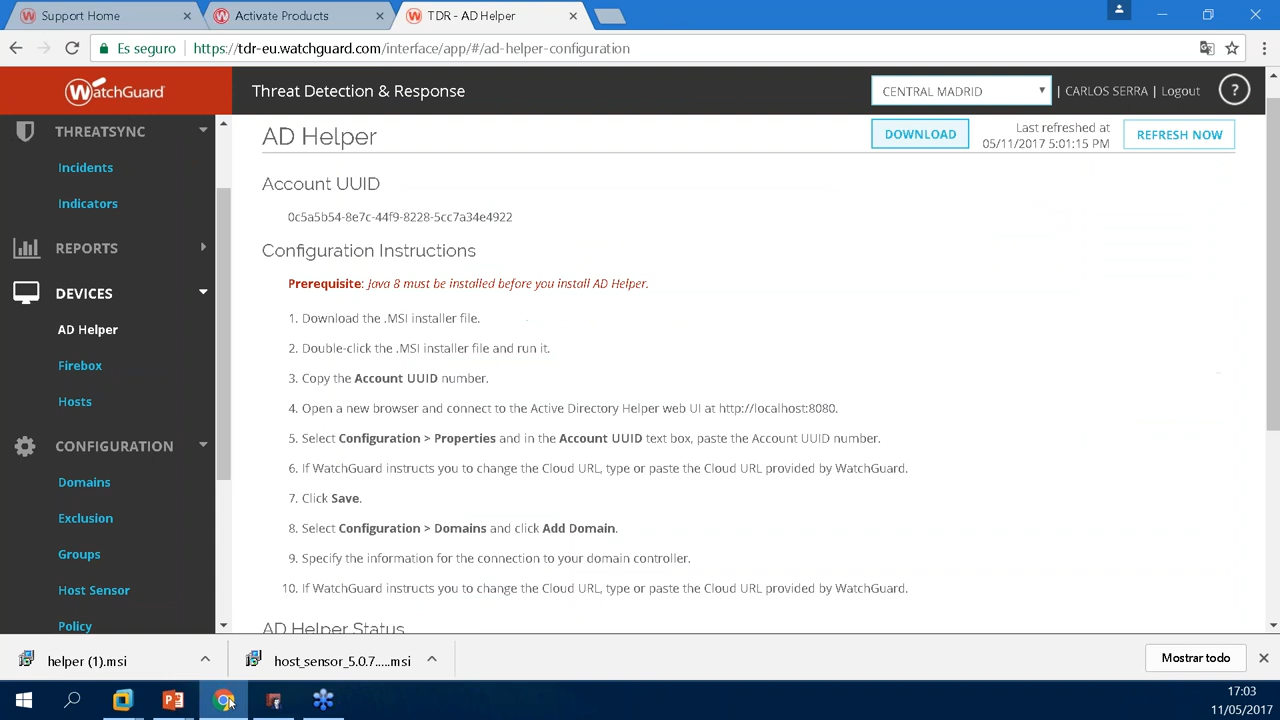 Support Home
Activate Products
TDR - AD Helper
Es seguro
https://tdr-eu.watchguard.com/interface/app/#/ad-helper-configuration
WatchGuard
Threat Detection & Response
CENTRAL MADRID
| CARLOS SERRA | Logout
?
THREATSYNC
Incidents
Indicators
REPORTS
DEVICES
AD Helper
Firebox
Hosts
CONFIGURATION
Domains
Exclusion
Groups
Host Sensor
Policy
AD Helper
DOWNLOAD
Last refreshed at
05/11/2017 5:01:15 PM
REFRESH NOW
Account UUID
0c5a5b54-8e7c-44f9-8228-5cc7a34e4922
Configuration Instructions
Prerequisite: Java 8 must be installed before you install AD Helper.
1. Download the .MSI installer file.
2. Double-click the .MSI installer file and run it.
3. Copy the Account UUID number.
4. Open a new browser and connect to the Active Directory Helper web UI at http://localhost:8080.
5. Select Configuration > Properties and in the Account UUID text box, paste the Account UUID number.
6. If WatchGuard instructs you to change the Cloud URL, type or paste the Cloud URL provided by WatchGuard.
7. Click Save.
8. Select Configuration > Domains and click Add Domain.
9. Specify the information for the connection to your domain controller.
10. If WatchGuard instructs you to change the Cloud URL, type or paste the Cloud URL provided by WatchGuard.
AD Helper Status
helper (1).msi
host_sensor_5.0.7.....msi
Mostrar todo
17:03
11/05/2017